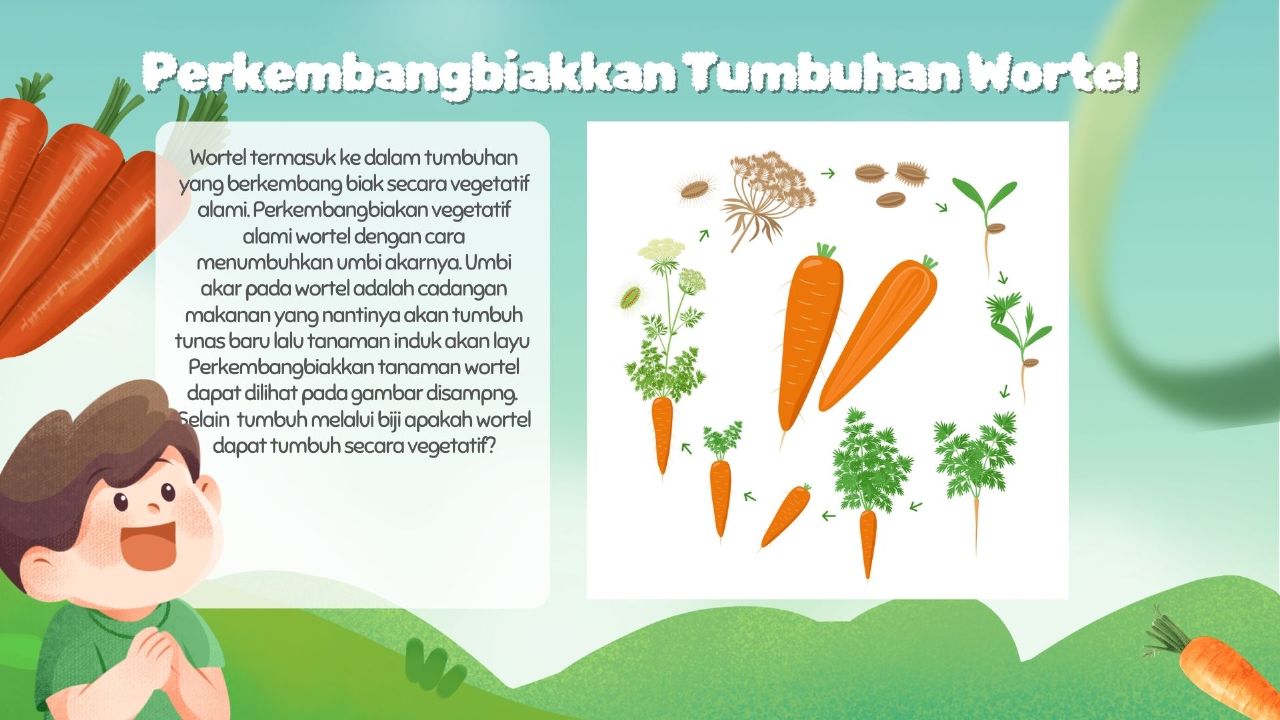 Perkembangbiakkan Tumbuhan Wortel
Wortel termasuk ke dalam tumbuhan
yang berkembang biak secara vegetatif
alami. Perkembangbiakan vegetatif
alami wortel dengan cara
menumbuhkan umbi akarnya. Umbi
akar pada wortel adalah cadangan
makanan yang nantinya akan tumbuh
tunas baru lalu tanaman induk akan layu
Perkembangbiakkan tanaman wortel
dapat dilihat pada gambar disampng.
Selain tumbuh melalui biji apakah wortel
dapat tumbuh secara vegetatif?